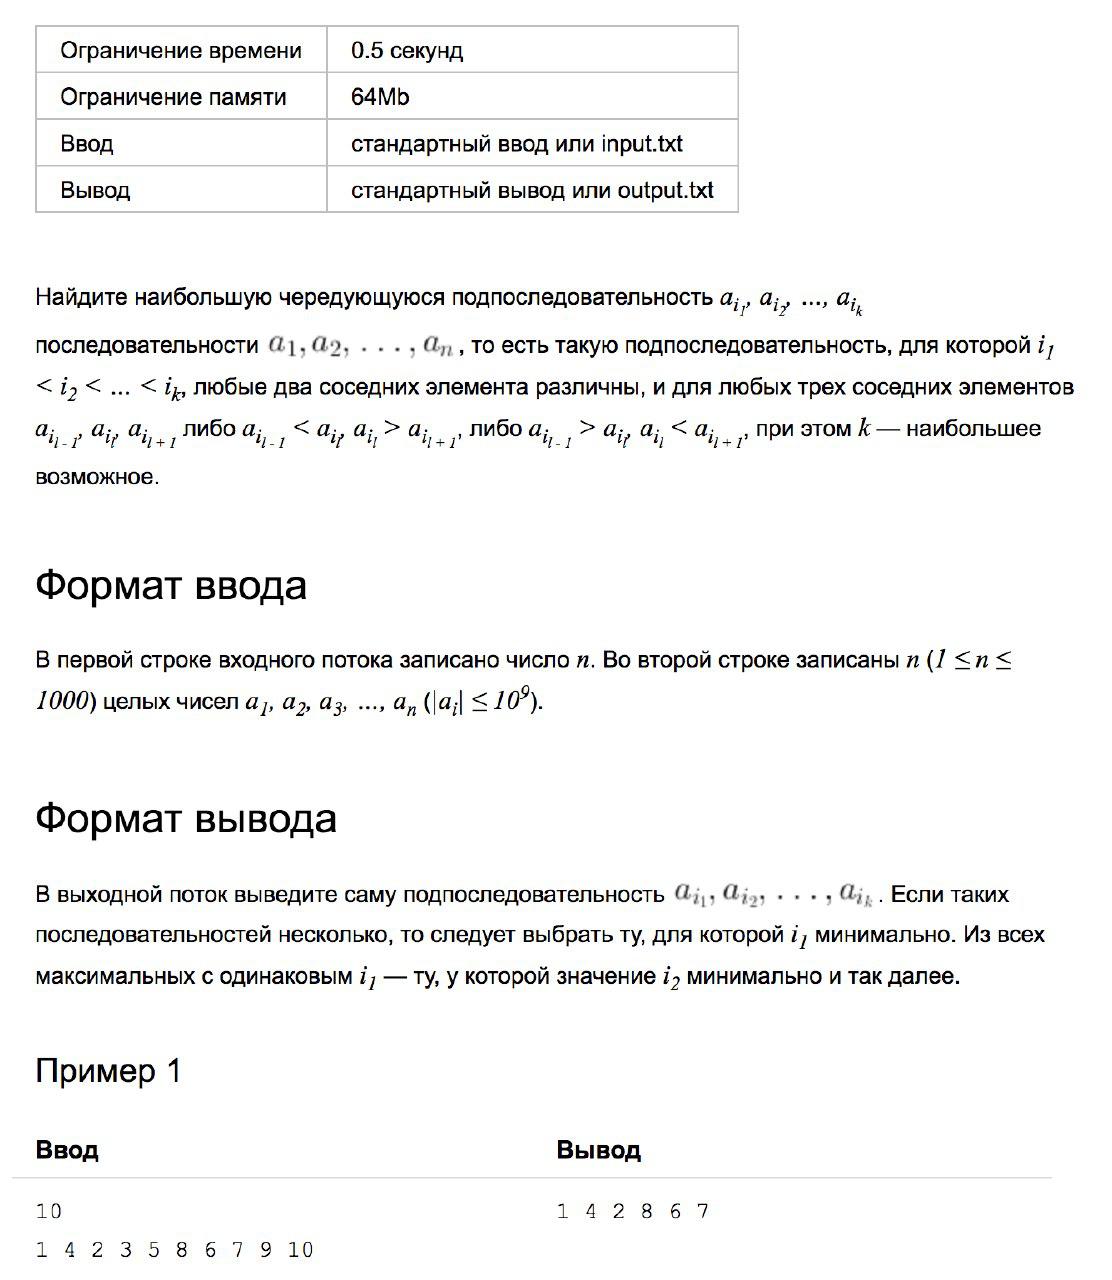 Ограничение времени 0.5 секунд
Ограничение памяти 64Mb
Ввод стандартный ввод или input.txt
Вывод стандартный вывод или output.txt
Найдите наибольшую чередующуюся подпоследовательность a_{i_1}, a_{i_2}, ..., a_{i_k}
последовательности a_1, a_2, . . . , a_n, то есть такую подпоследовательность, для которой i_1
< i_2 < ... < i_k, любые два соседних элемента различны, и для любых трех соседних элементов
a_{i_{l-1}}, a_{i_l}, a_{i_{l+1}} либо a_{i_{l-1}} < a_{i_l}, a_{i_l} > a_{i_{l+1}}, либо a_{i_{l-1}} > a_{i_l}, a_{i_l} < a_{i_{l+1}}, при этом k — наибольшее
возможное.
Формат ввода
В первой строке входного потока записано число n. Во второй строке записаны n (1 ≤ n ≤
1000) целых чисел a_1, a_2, a_3, ..., a_n (|a_i| ≤ 10^9).
Формат вывода
В выходной поток выведите саму подпоследовательность a_{i_1}, a_{i_2}, . . . , a_{i_k}. Если таких
последовательностей несколько, то следует выбрать ту, для которой i_1 минимально. Из всех
максимальных с одинаковым i_1 — ту, у которой значение i_2 минимально и так далее.
Пример 1
Ввод Вывод
10 1 4 2 8 6 7
1 4 2 3 5 8 6 7 9 10